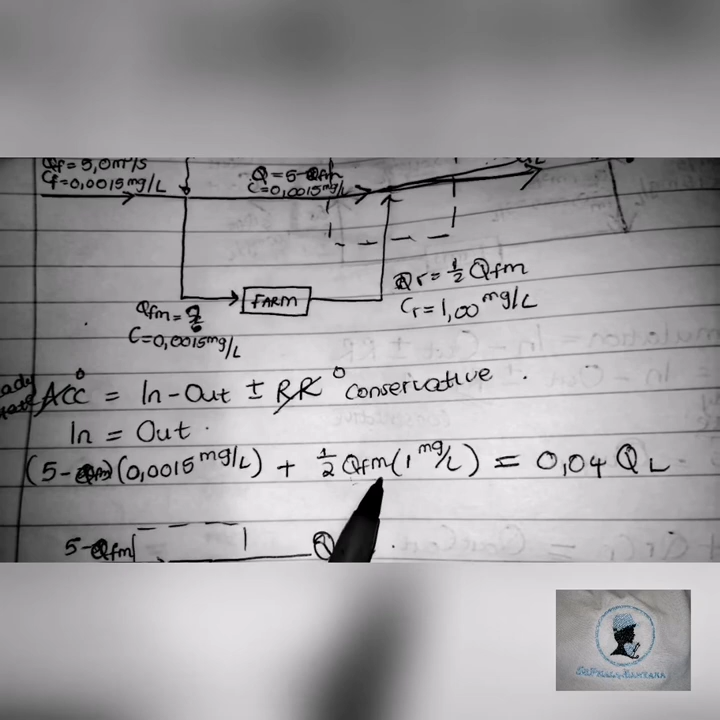 Qf = 5,0m³/s
Cf = 0,0015 mg/L
Q = 5-Qfm
C = 0,0015 mg/L
FARM
Qr = 1/2 Qfm
Cr = 1,00 mg/L
Qfm = ?
C = 0,0015 mg/L
Acc 0 = In - Out ± RR 0 conservative.
In = Out.
(5-Qfm)(0,0015 mg/L) + 1/2 Qfm (1 mg/L) = 0,04 QL
5-Qfm